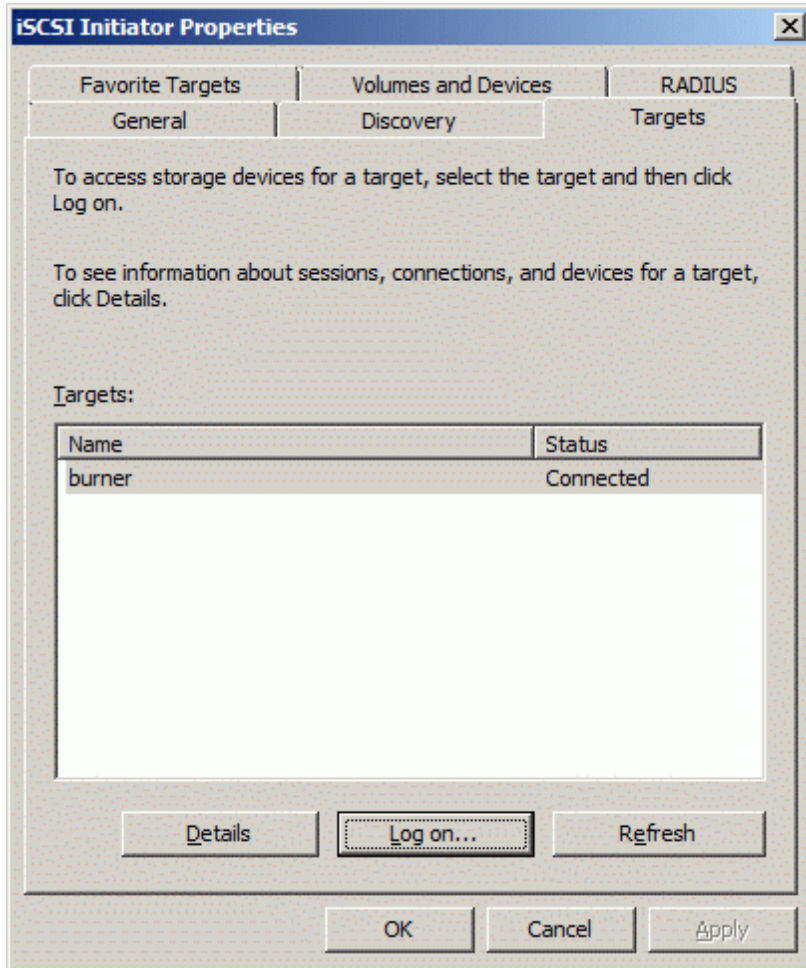 iSCSI Initiator Properties
Favorite Targets
Volumes and Devices
RADIUS
General
Discovery
Targets
To access storage devices for a target, select the target and then click
Log on.
To see information about sessions, connections, and devices for a target,
click Details.
Targets:
Name Status
burner Connected
Details
Log on...
Refresh
OK
Cancel
Apply